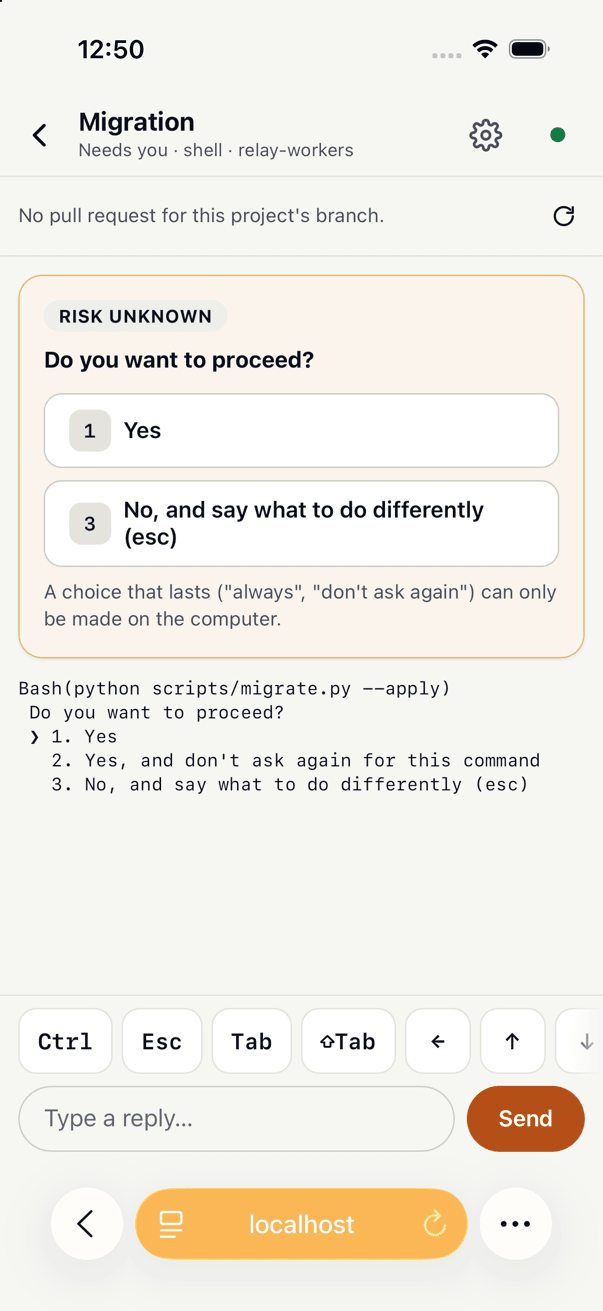 12:50
Migration
Needs you · shell · relay-workers
No pull request for this project's branch.
RISK UNKNOWN
Do you want to proceed?
1 Yes
3 No, and say what to do differently
(esc)
A choice that lasts ("always", "don't ask again") can only
be made on the computer.
Bash(python scripts/migrate.py --apply)
Do you want to proceed?
❯ 1. Yes
2. Yes, and don't ask again for this command
3. No, and say what to do differently (esc)
Ctrl Esc Tab ⇧Tab ← ↑ ↓
Type a reply...
Send
localhost